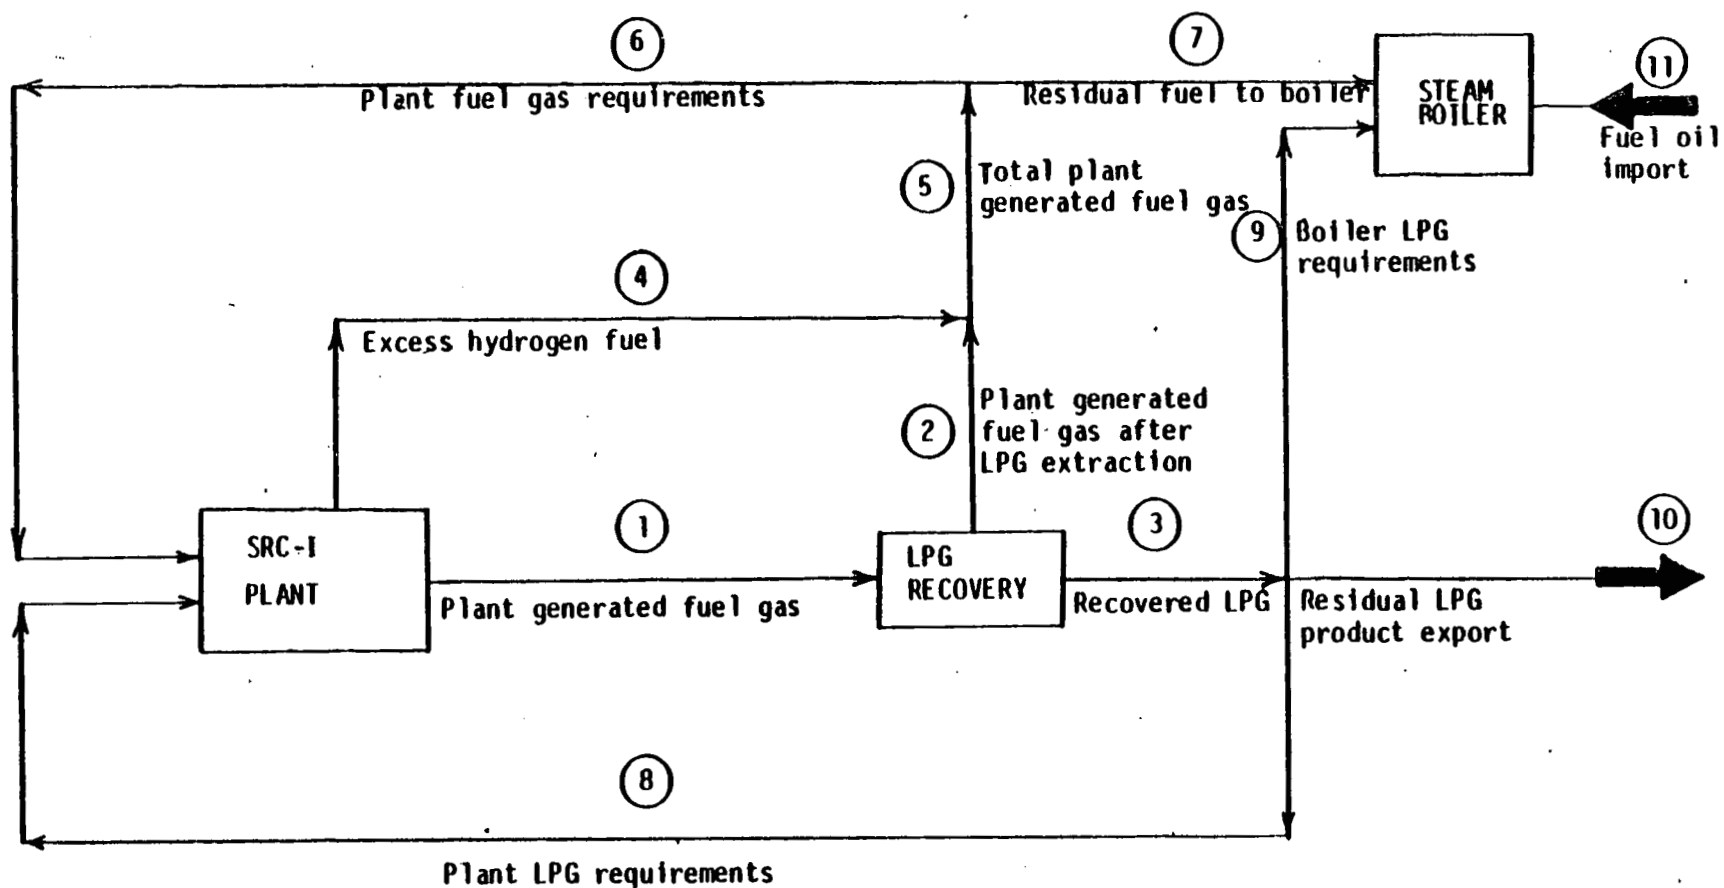 6
7
11
Plant fuel gas requirements
Residual fuel to boiler
STEAM
ROILER
Fuel oil
import
5
Total plant
generated fuel gas
9
Boiler LPG
requirements
4
Excess hydrogen fuel
2
Plant generated
fuel gas after
LPG extraction
SRC-I
PLANT
1
Plant generated fuel gas
LPG
RECOVERY
3
Recovered LPG
10
Residual LPG
product export
8
Plant LPG requirements